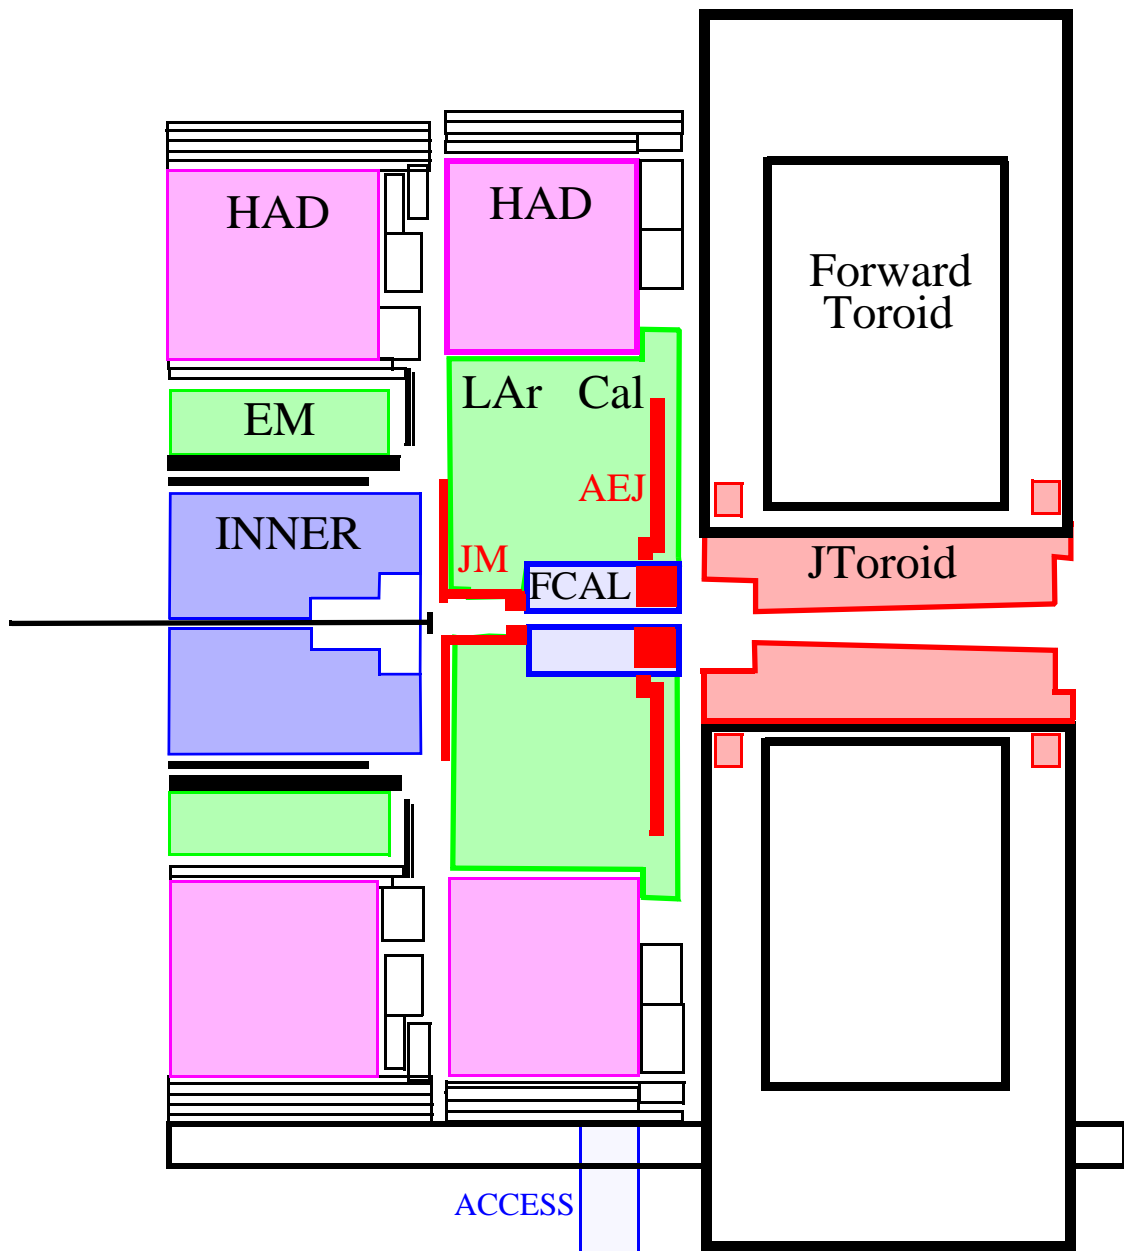 HAD
HAD
Forward
Toroid
LAr Cal
EM
AEJ
INNER
JM
FCAL
JToroid
ACCESS